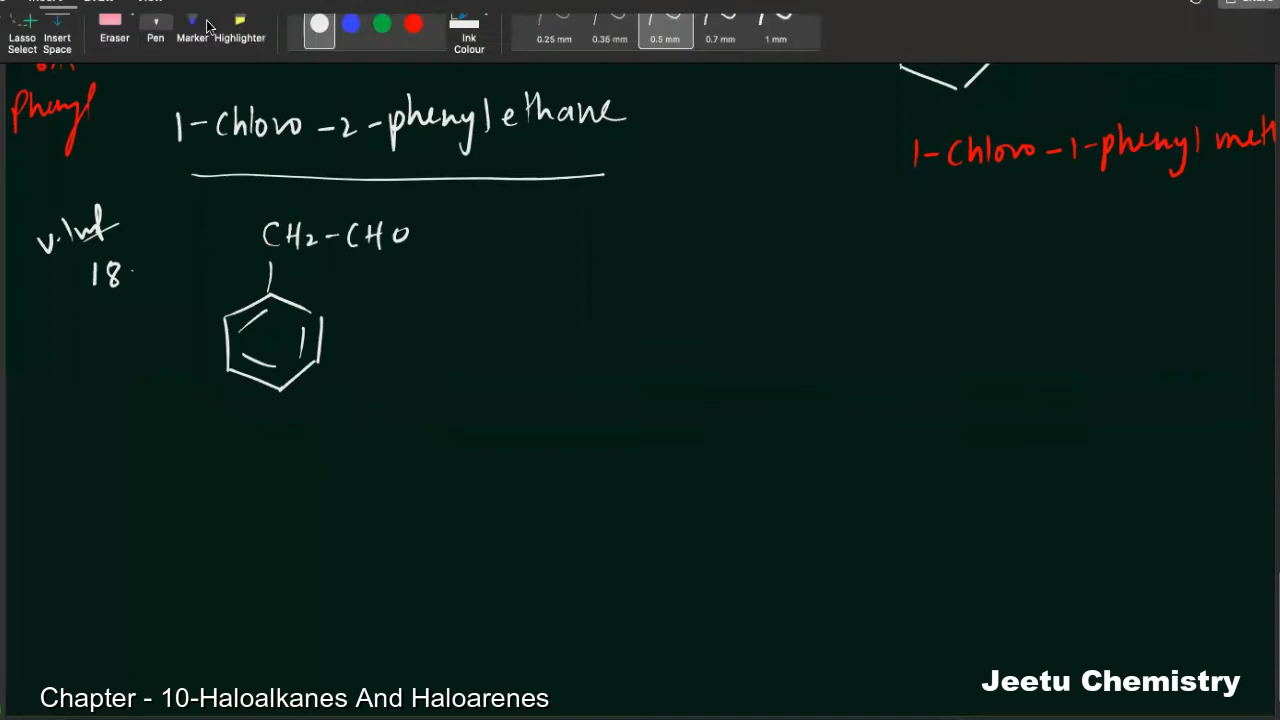 Lasso Select
Insert Space
Eraser
Pen
Marker
Highlighter
Ink Colour
0.25 mm
0.35 mm
0.5 mm
0.7 mm
1 mm
Phenyl
1-Chloro-2-phenylethane
1-Chloro-1-phenyl meth
v.Imp
18.
CH2-CHO
Chapter - 10-Haloalkanes And Haloarenes
Jeetu Chemistry